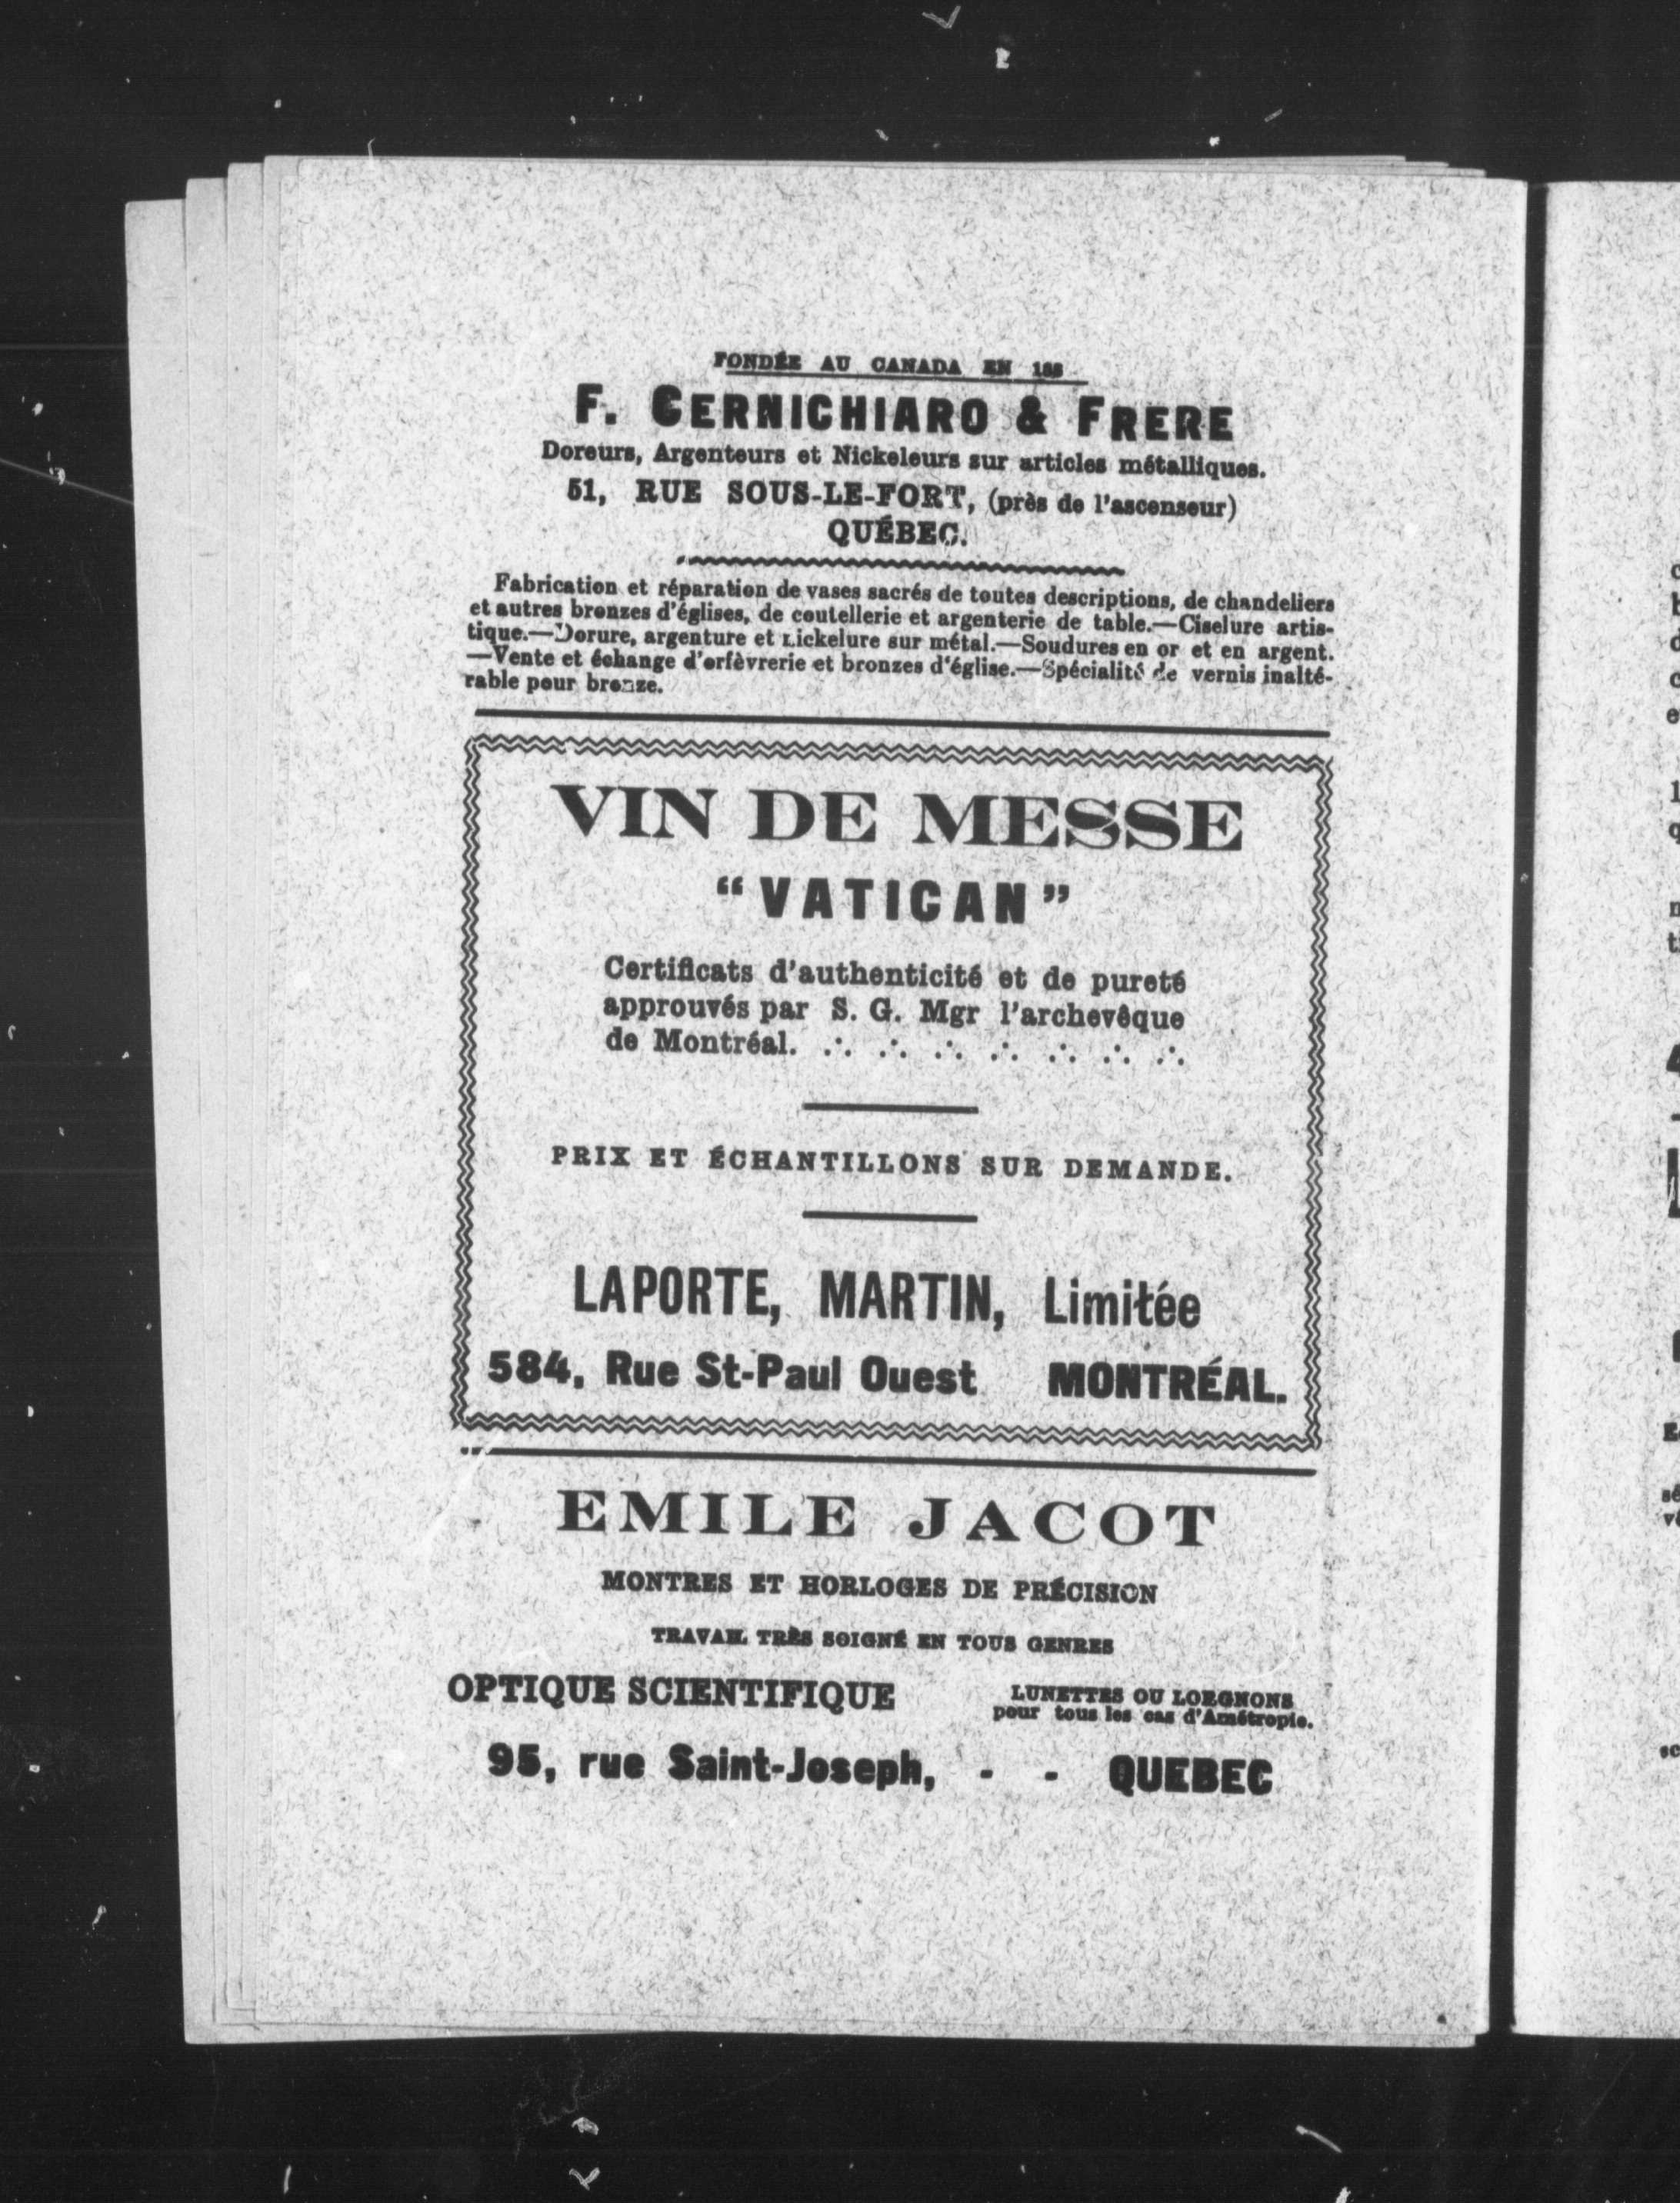 FONDÉE AU CANADA EN 188
F. CERNICHIARO & FRERE
Doreurs, Argenteurs et Nickeleurs sur articles métalliques.
51, RUE SOUS-LE-FORT, (près de l'ascenseur)
QUÉBEC.
Fabrication et réparation de vases sacrés de toutes descriptions, de chandeliers
et autres bronzes d'églises, de coutellerie et argenterie de table.—Ciselure artis-
tique.—Dorure, argenture et nickelure sur métal.—Soudures en or et en argent.
—Vente et échange d'orfèvrerie et bronzes d'église.—Spécialité de vernis inalté-
rable pour bronze.
VIN DE MESSE
"VATICAN"
Certificats d'authenticité et de pureté
approuvés par S. G. Mgr l'archevêque
de Montréal. ∴ ∴ ∴ ∴ ∴ ∴ ∴
PRIX ET ÉCHANTILLONS SUR DEMANDE.
LAPORTE, MARTIN, Limitée
584, Rue St-Paul Ouest MONTRÉAL.
EMILE JACOT
MONTRES ET HORLOGES DE PRÉCISION
TRAVAIL TRÈS SOIGNÉ EN TOUS GENRES
OPTIQUE SCIENTIFIQUE
LUNETTES OU LORGNONS
pour tous les cas d'Amétropie.
95, rue Saint-Joseph, - - QUEBEC